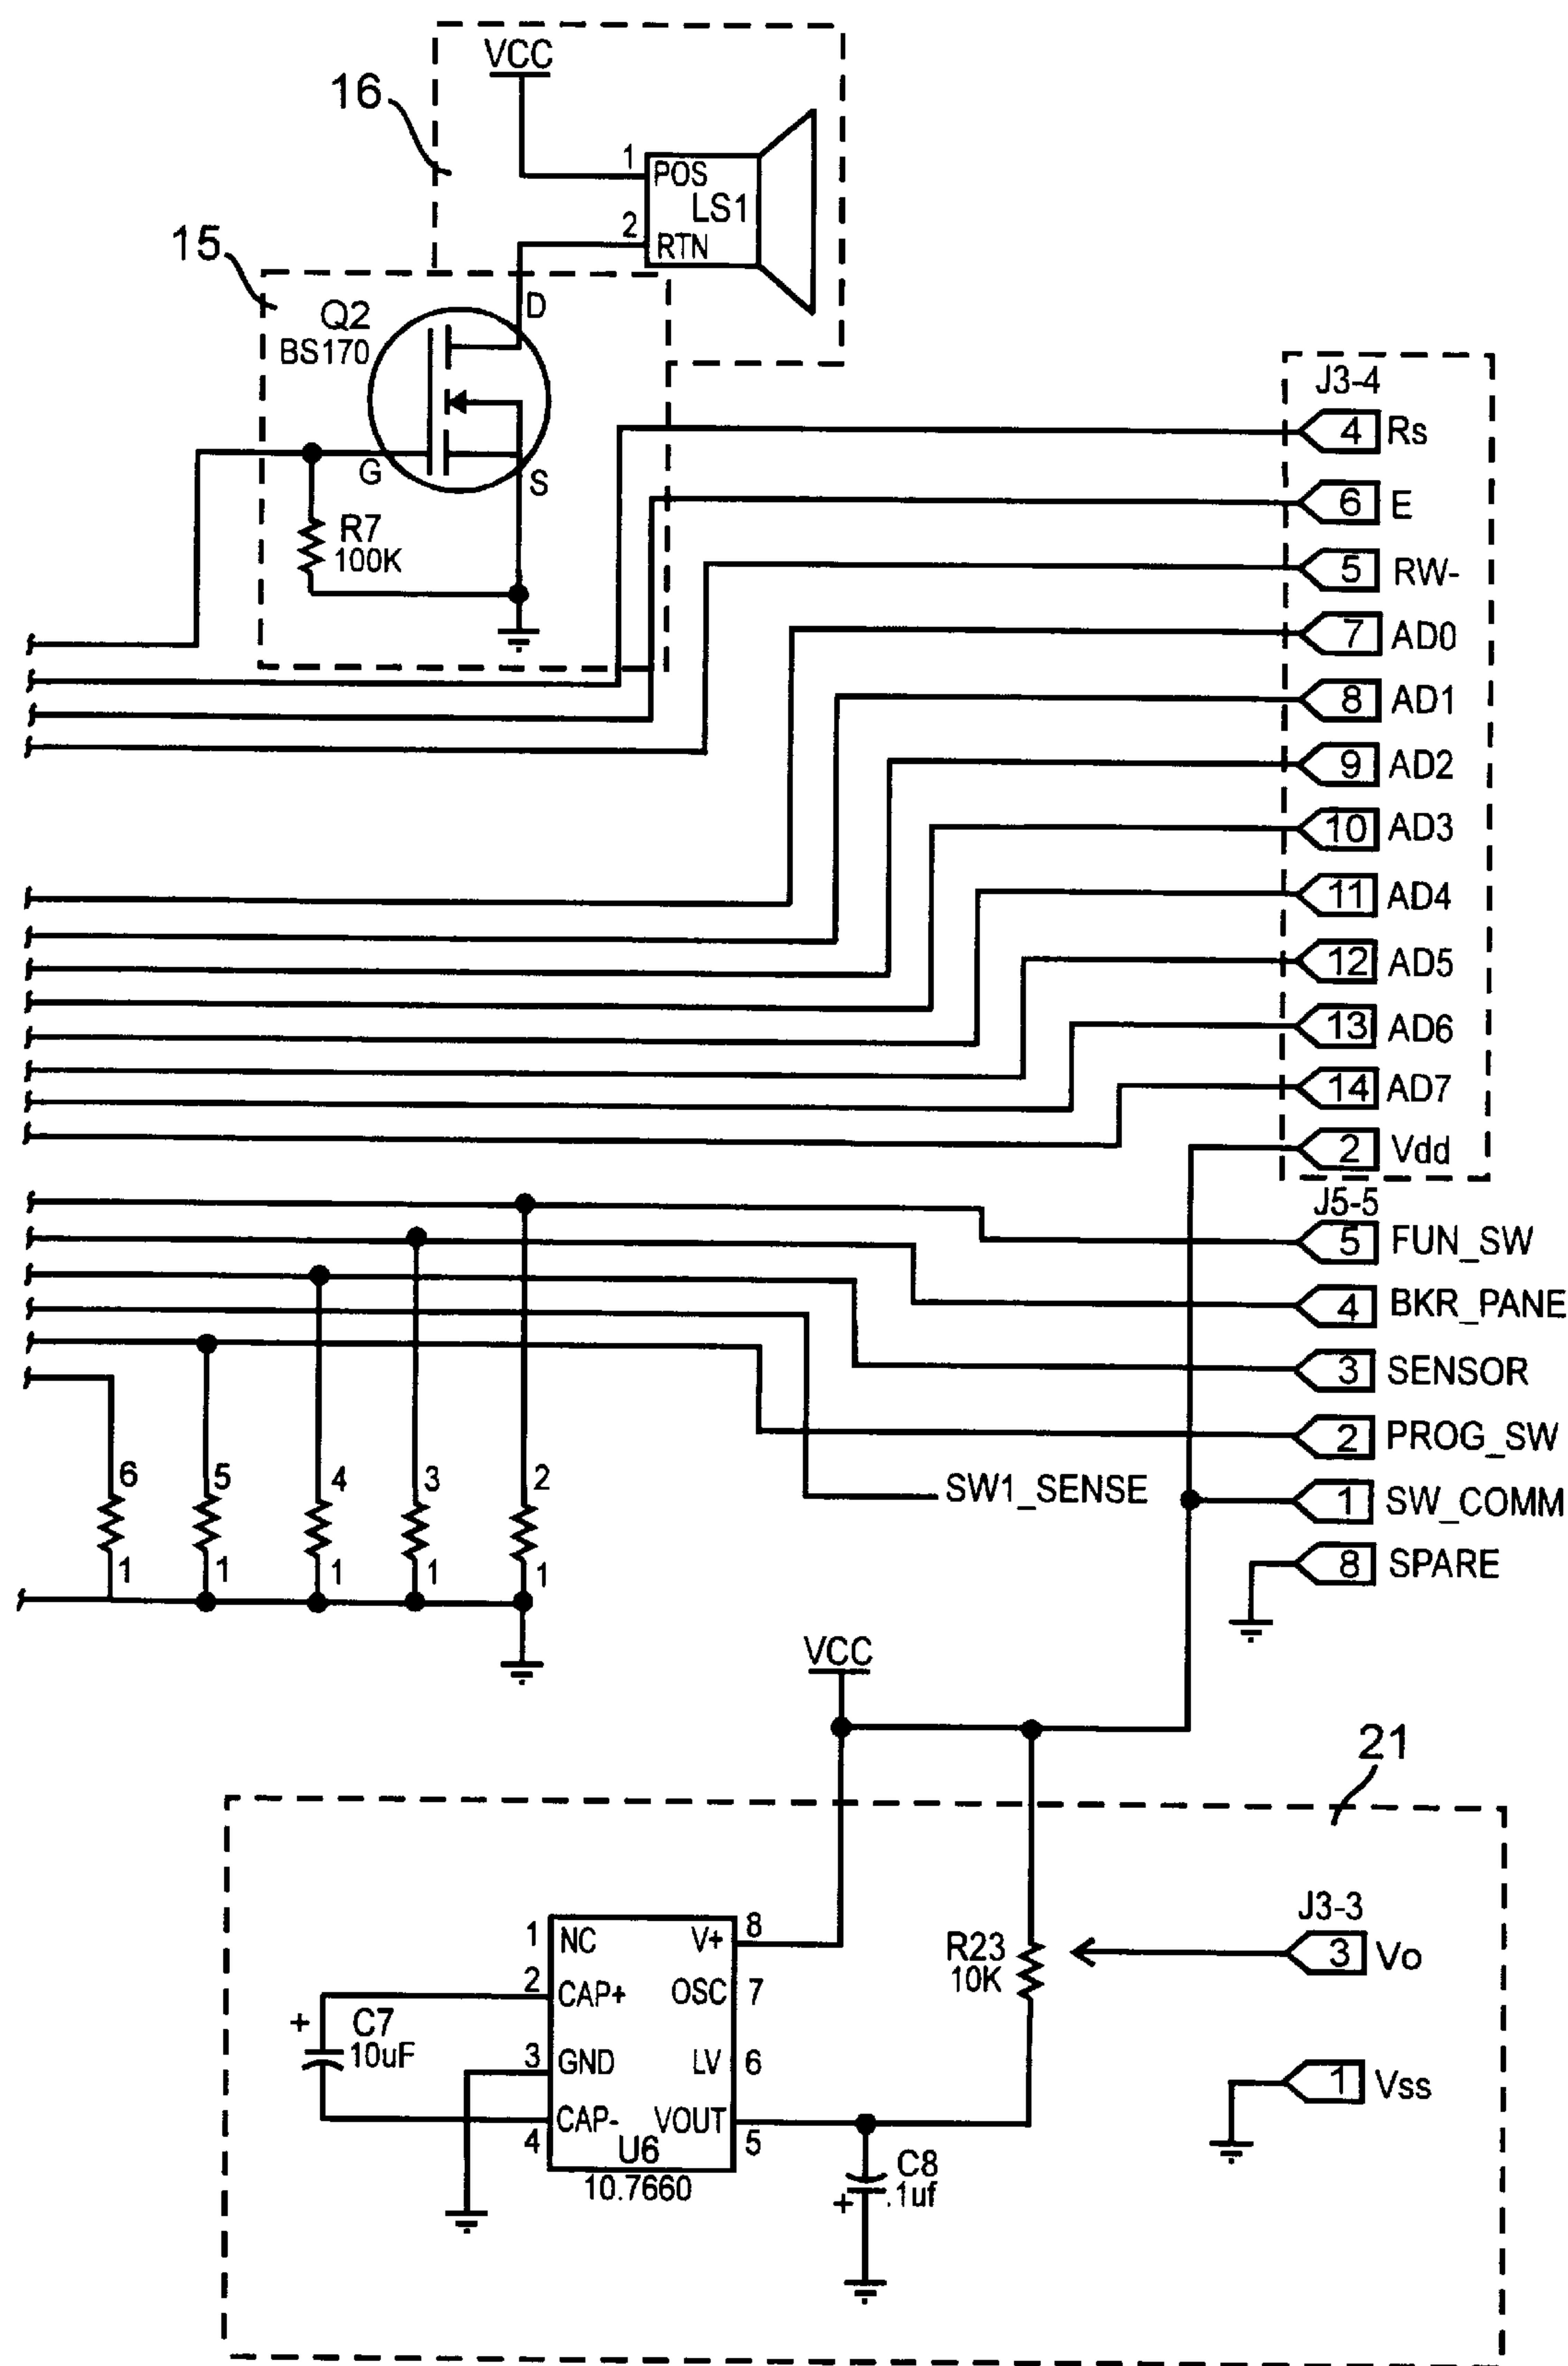 VCC
16
1
POS
LS1
2
RTN
15
Q2
BS170
D
G
S
R7
100K
J3-4
4 Rs
6 E
5 RW-
7 AD0
8 AD1
9 AD2
10 AD3
11 AD4
12 AD5
13 AD6
14 AD7
2 Vdd
J5-5
5 FUN_SW
4 BKR_PANE
3 SENSOR
2 PROG_SW
SW1_SENSE
1 SW_COMM
8 SPARE
6 5 4 3 2
1 1 1 1 1
VCC
21
J3-3
3 Vo
R23
10K
1 NC V+ 8
2 CAP+ OSC 7
3 GND LV 6
4 CAP- VOUT 5
U6
10.7660
+ C7
10uF
1 Vss
C8
+ .1uf